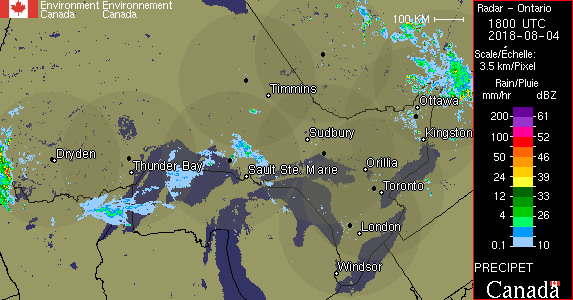 Environment Environnement
Canada Canada
100 KM
Timmins
Ottawa
Sudbury
Kingston
Dryden
Thunder Bay
Sault Ste. Marie
Orillia
Toronto
London
Windsor
Radar - Ontario
1800 UTC
2018-08-04
Scale/Échelle:
3.5 km/Pixel
Rain/Pluie
mm/hr dBZ
200 61
100 52
50 46
24 39
12 33
4 26
0.1 10
PRECIPET
Canada